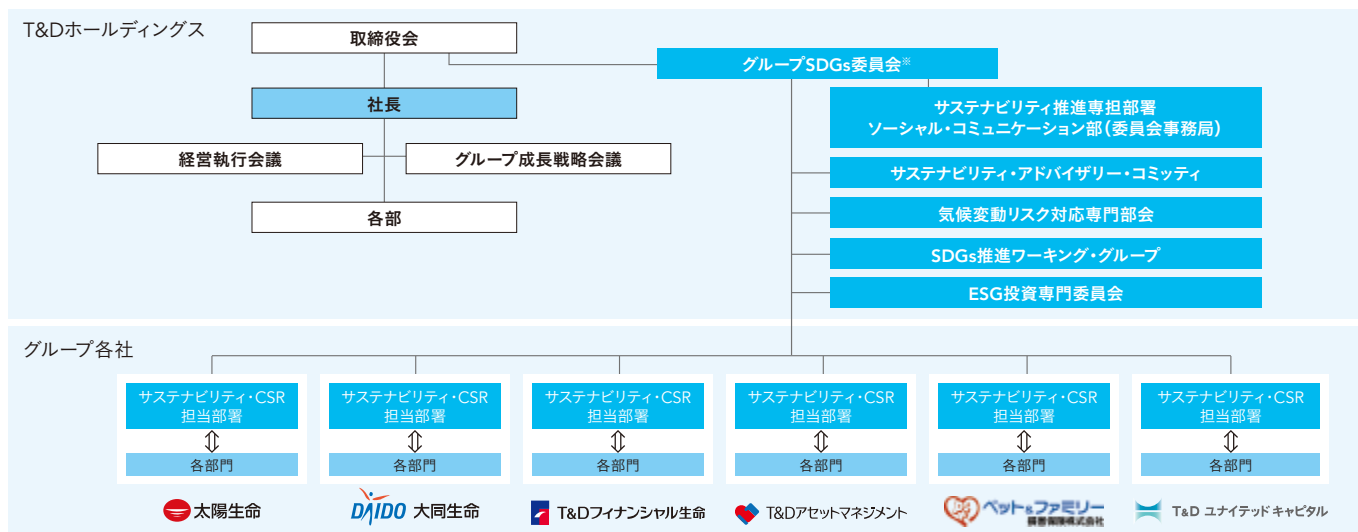 T&Dホールディングス
取締役会
グループSDGs委員会※
社長
サステナビリティ推進専担部署
ソーシャル・コミュニケーション部（委員会事務局）
経営執行会議
グループ成長戦略会議
サステナビリティ・アドバイザリー・コミッティ
各部
気候変動リスク対応専門部会
SDGs推進ワーキング・グループ
ESG投資専門委員会
グループ各社
サステナビリティ・CSR
担当部署
各部門
太陽生命
サステナビリティ・CSR
担当部署
各部門
DAIDO 大同生命
サステナビリティ・CSR
担当部署
各部門
T&Dフィナンシャル生命
サステナビリティ・CSR
担当部署
各部門
T&Dアセットマネジメント
サステナビリティ・CSR
担当部署
各部門
ペット&ファミリー
損害保険株式会社
サステナビリティ・CSR
担当部署
各部門
T&D ユナイテッドキャピタル